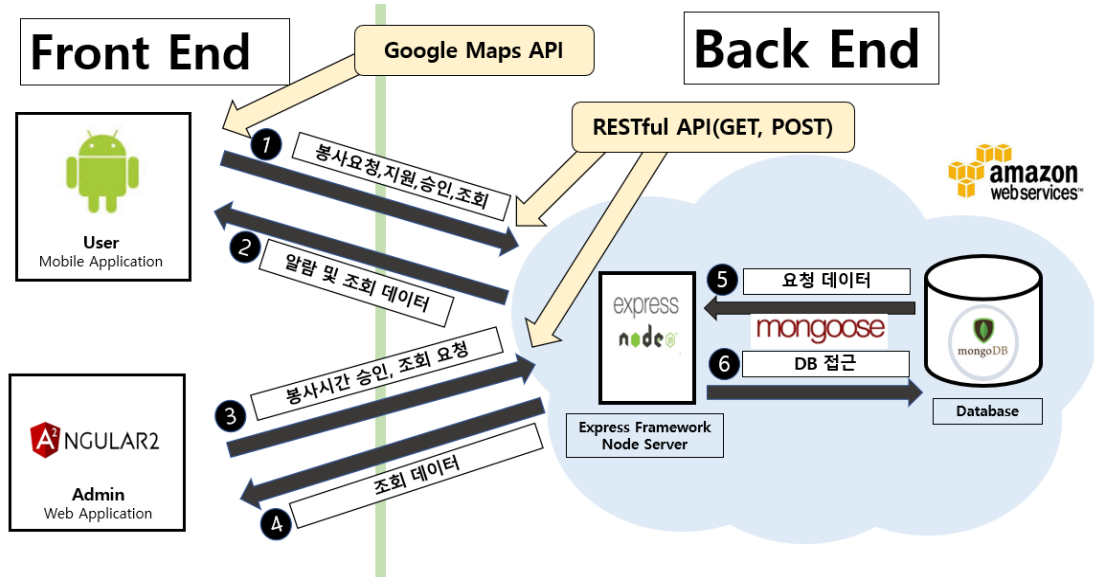 Front End
Google Maps API
Back End
RESTful API(GET, POST)
1
봉사요청,지원,승인,조회
amazon
web services™
User
Mobile Application
2
알람 및 조회 데이터
5
요청 데이터
express
node
JS
mongoose
mongoDB
6
DB 접근
3
봉사시간 승인, 조회 요청
Database
Express Framework
Node Server
A2NGULAR2
조회 데이터
4
Admin
Web Application